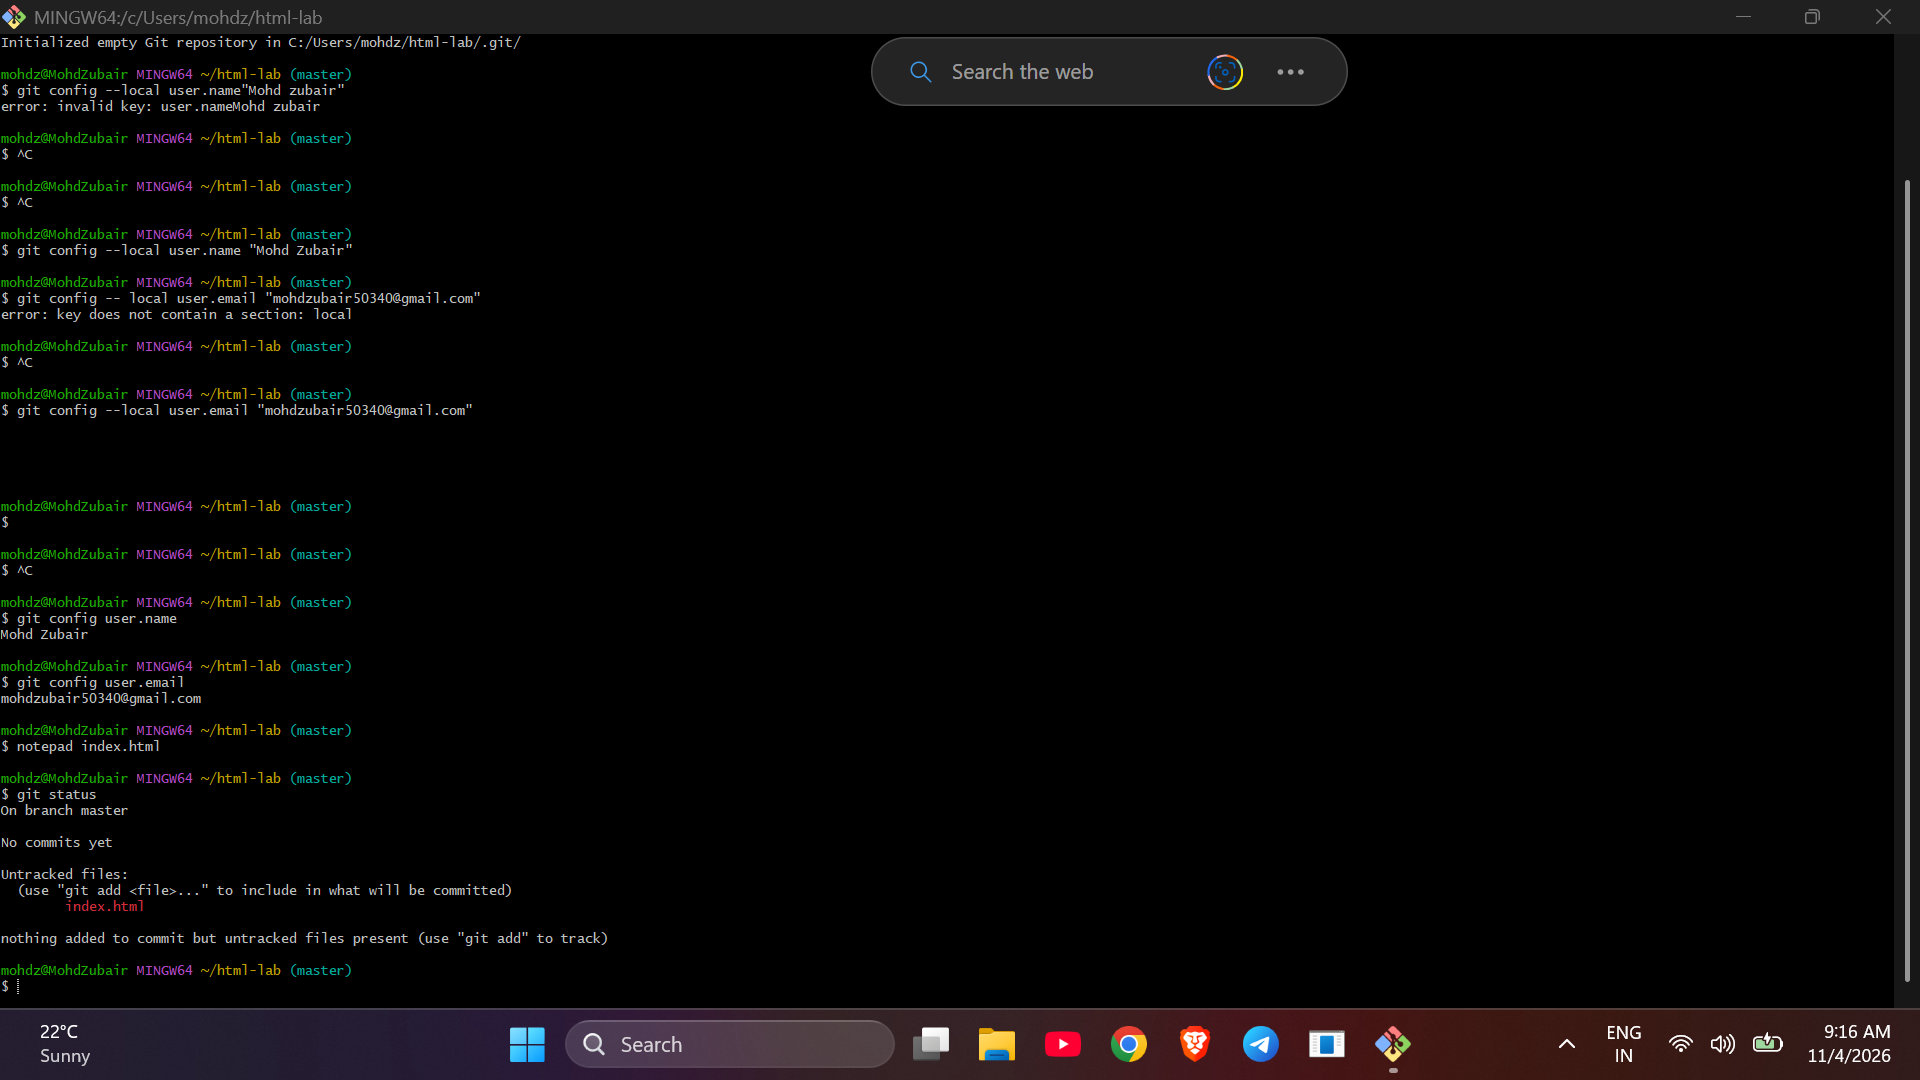 MINGW64:/c/Users/mohdz/html-lab
Initialized empty Git repository in C:/Users/mohdz/html-lab/.git/
Search the web
mohdz@MohdZubair MINGW64 ~/html-lab (master)
$ git config --local user.name"Mohd zubair"
error: invalid key: user.nameMohd zubair
mohdz@MohdZubair MINGW64 ~/html-lab (master)
$ ^C
mohdz@MohdZubair MINGW64 ~/html-lab (master)
$ ^C
mohdz@MohdZubair MINGW64 ~/html-lab (master)
$ git config --local user.name "Mohd Zubair"
mohdz@MohdZubair MINGW64 ~/html-lab (master)
$ git config -- local user.email "mohdzubair50340@gmail.com"
error: key does not contain a section: local
mohdz@MohdZubair MINGW64 ~/html-lab (master)
$ ^C
mohdz@MohdZubair MINGW64 ~/html-lab (master)
$ git config --local user.email "mohdzubair50340@gmail.com"
mohdz@MohdZubair MINGW64 ~/html-lab (master)
$
mohdz@MohdZubair MINGW64 ~/html-lab (master)
$ ^C
mohdz@MohdZubair MINGW64 ~/html-lab (master)
$ git config user.name
Mohd Zubair
mohdz@MohdZubair MINGW64 ~/html-lab (master)
$ git config user.email
mohdzubair50340@gmail.com
mohdz@MohdZubair MINGW64 ~/html-lab (master)
$ notepad index.html
mohdz@MohdZubair MINGW64 ~/html-lab (master)
$ git status
On branch master
No commits yet
Untracked files:
(use "git add <file>..." to include in what will be committed)
index.html
nothing added to commit but untracked files present (use "git add" to track)
mohdz@MohdZubair MINGW64 ~/html-lab (master)
$
22°C
Sunny
Search
ENG
IN
9:16 AM
11/4/2026